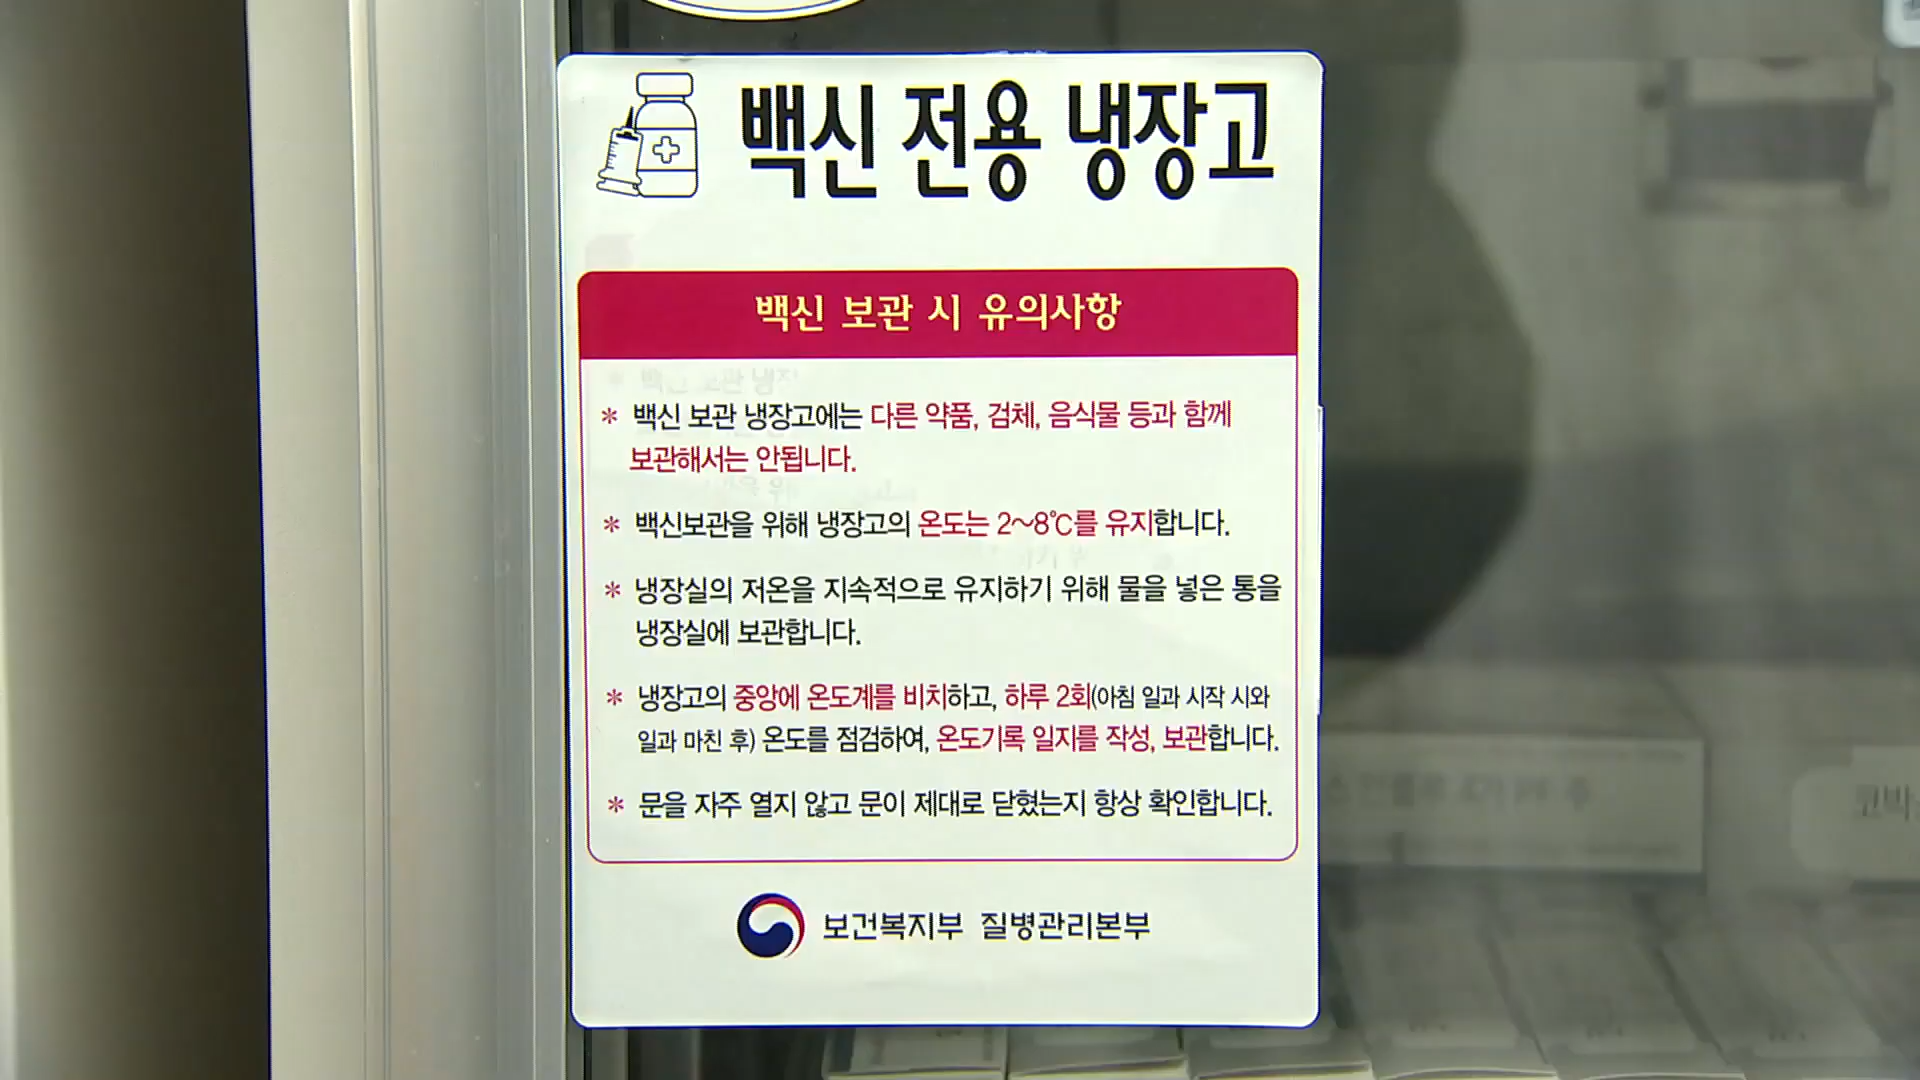 백신 전용 냉장고
백신 보관 시 유의사항
* 백신 보관 냉장고에는 다른 약품, 검체, 음식물 등과 함께
보관해서는 안됩니다.
* 백신보관을 위해 냉장고의 온도는 2~8℃를 유지합니다.
* 냉장실의 저온을 지속적으로 유지하기 위해 물을 넣은 통을
냉장실에 보관합니다.
* 냉장고의 중앙에 온도계를 비치하고, 하루 2회(아침 일과 시작 시와
일과 마친 후) 온도를 점검하여, 온도기록 일지를 작성, 보관합니다.
* 문을 자주 열지 않고 문이 제대로 닫혔는지 항상 확인합니다.
보건복지부 질병관리본부